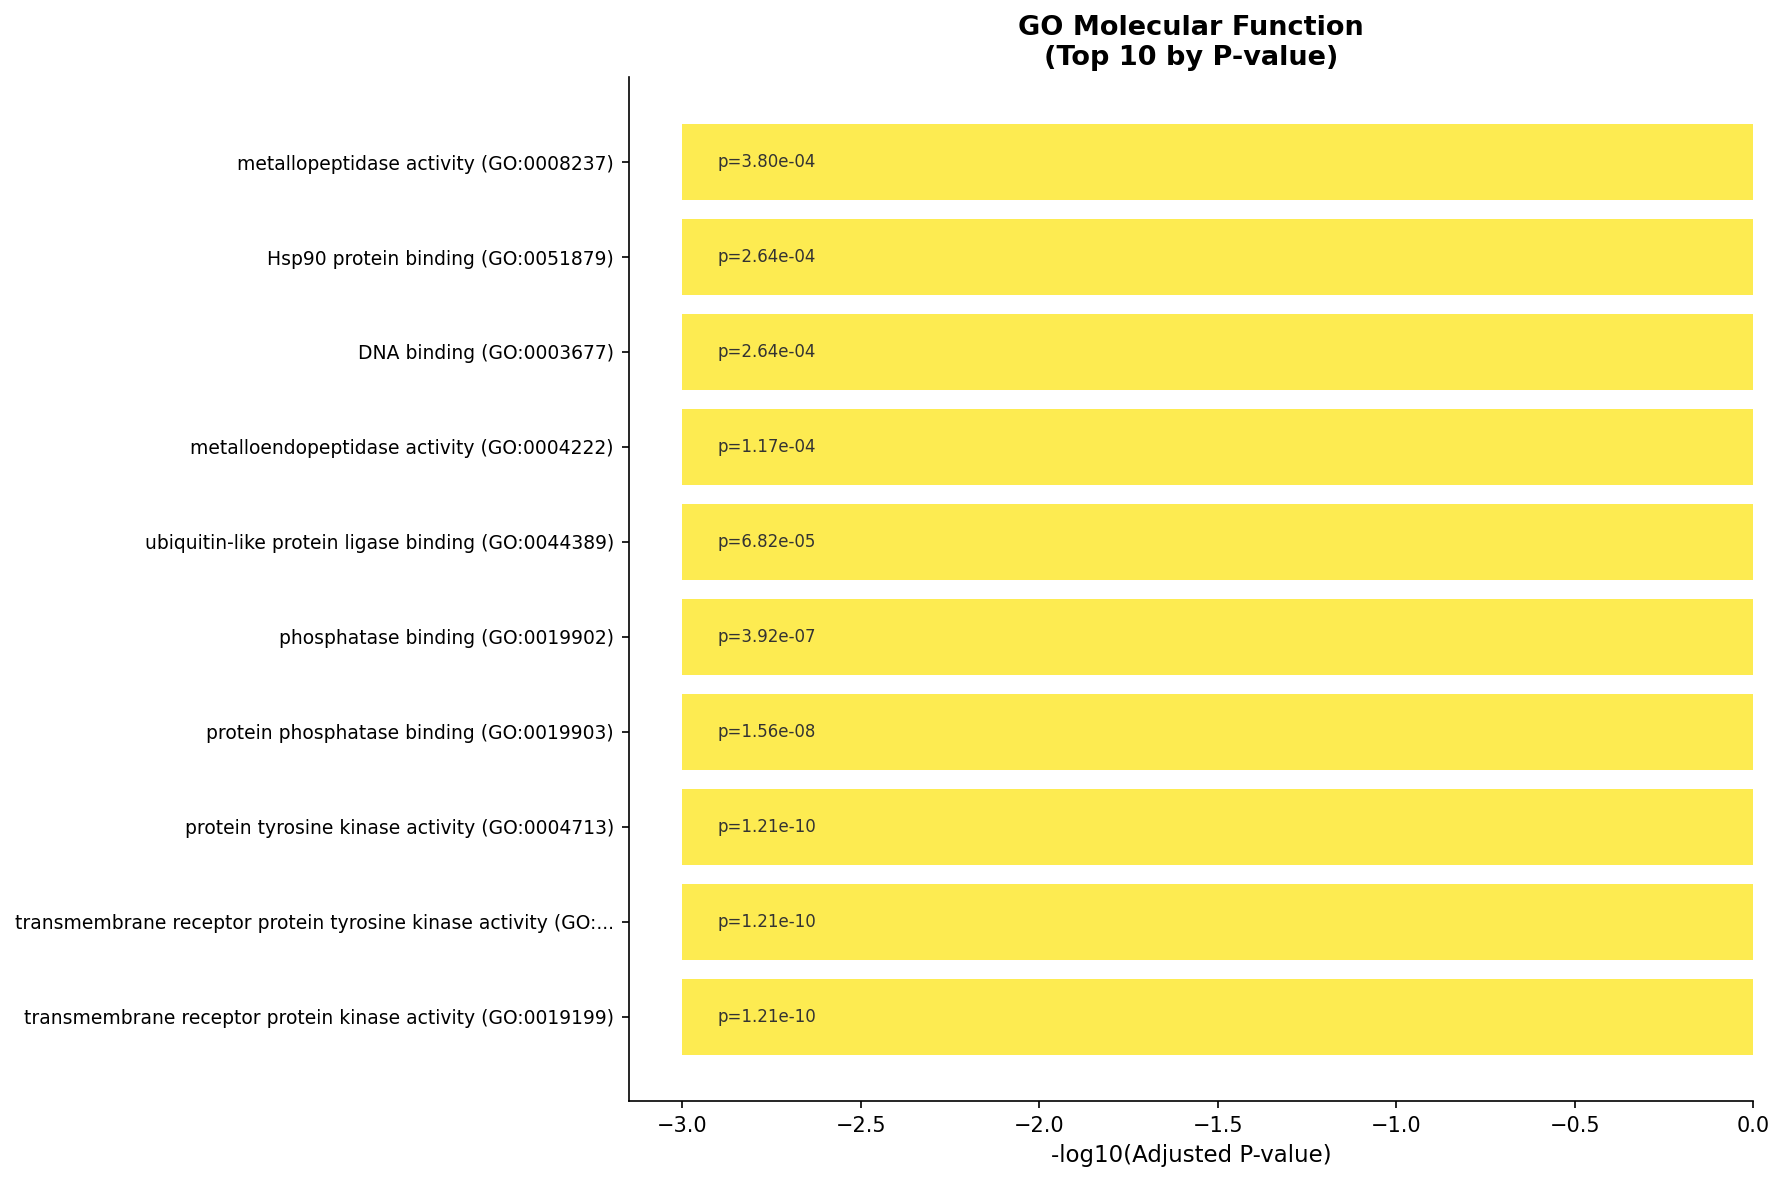 GO Molecular Function
(Top 10 by P-value)
metallopeptidase activity (GO:0008237)
p=3.80e-04
Hsp90 protein binding (GO:0051879)
p=2.64e-04
DNA binding (GO:0003677)
p=2.64e-04
metalloendopeptidase activity (GO:0004222)
p=1.17e-04
ubiquitin-like protein ligase binding (GO:0044389)
p=6.82e-05
phosphatase binding (GO:0019902)
p=3.92e-07
protein phosphatase binding (GO:0019903)
p=1.56e-08
protein tyrosine kinase activity (GO:0004713)
p=1.21e-10
transmembrane receptor protein tyrosine kinase activity (GO:...
p=1.21e-10
transmembrane receptor protein kinase activity (GO:0019199)
p=1.21e-10
−3.0 −2.5 −2.0 −1.5 −1.0 −0.5 0.0
-log10(Adjusted P-value)